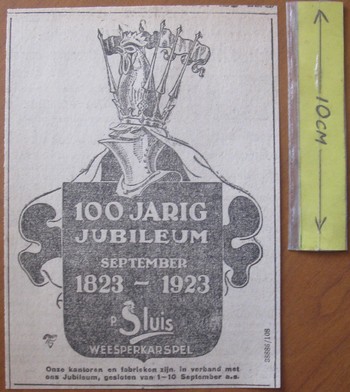 100 JARIG
JUBILEUM
SEPTEMBER
1823 - 1923
P. Sluis
WEESPERKARSPEL
Onze kantoren en fabrieken zijn in verband met
ons Jubileum, gesloten van 1-10 September a.s.
10CM